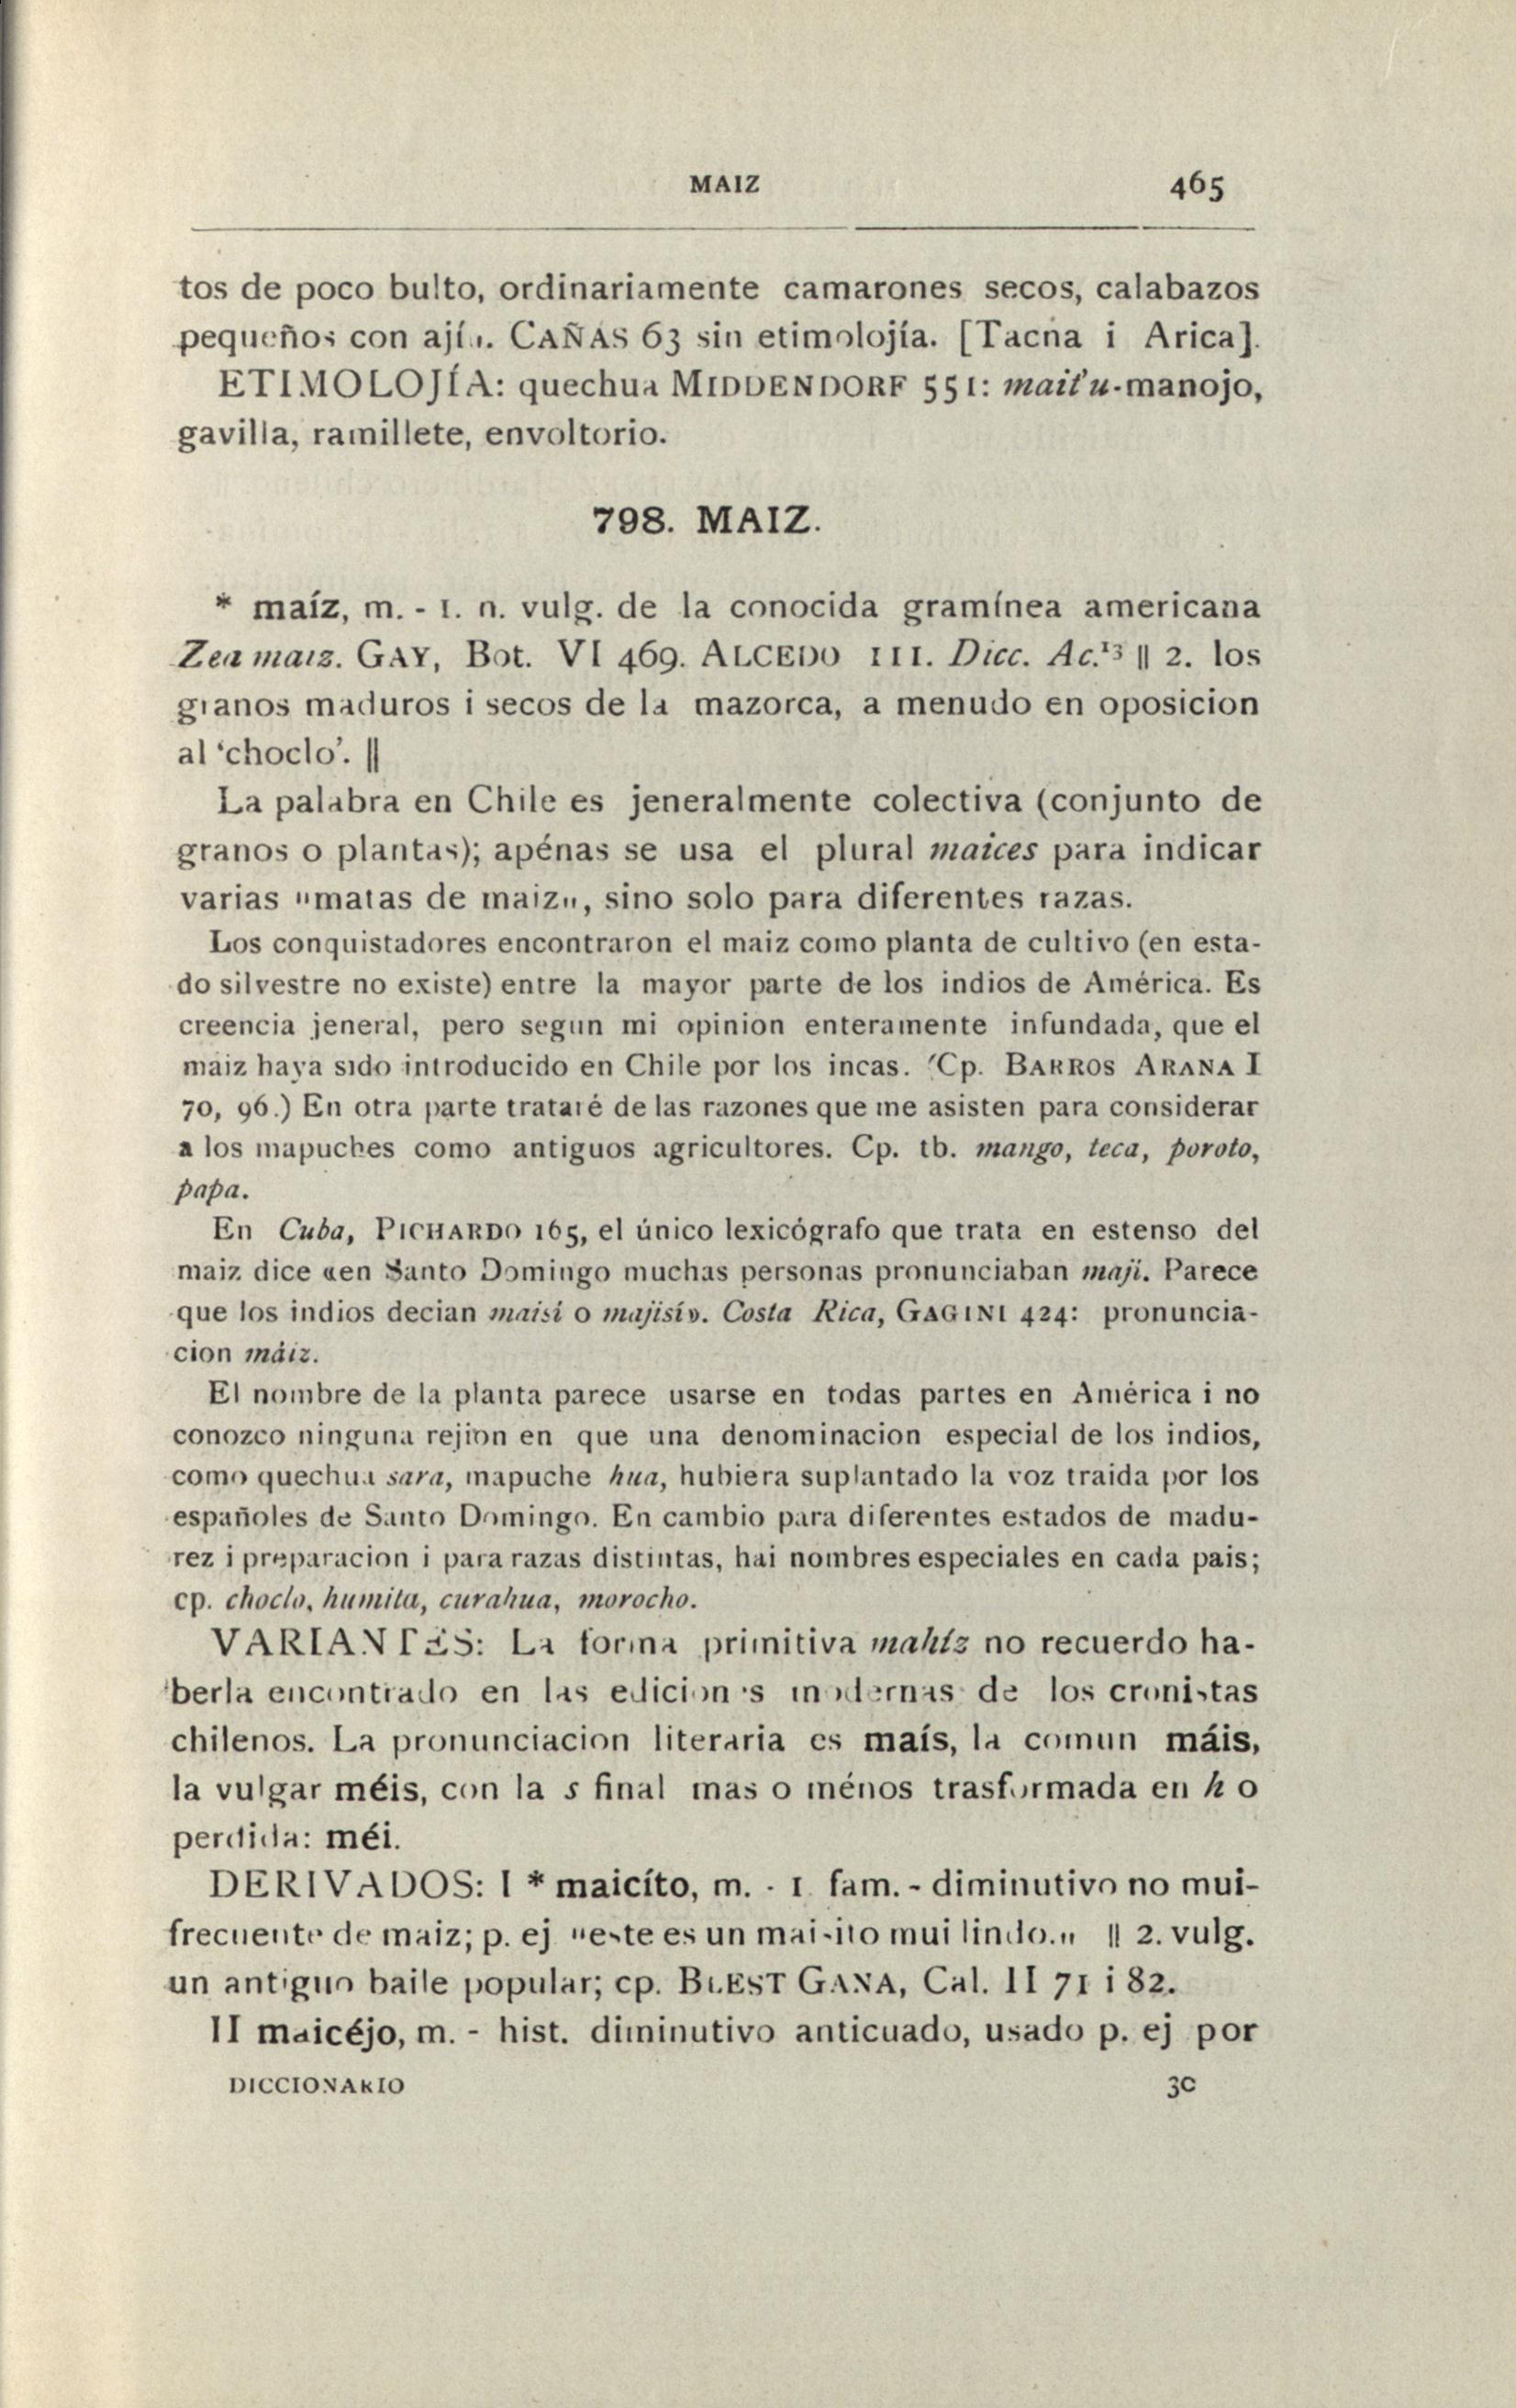 MAIZ 465
tos de poco bulto, ordinariamente camarones secos, calabazos
pequeños con ají„. CAÑAS 63 sin etimolojía. [Tacna i Arica].
ETIMOLOJÍA: quechua MIDDENDORF 551: mait'u-manojo,
gavilla, ramillete, envoltorio.
798. MAIZ.
* maíz, m. - 1. n. vulg. de la conocida gramínea americana
Zea maiz. GAY, Bot. VI 469. ALCEDO III. Dicc. Ac.¹³ || 2. los
granos maduros i secos de la mazorca, a menudo en oposicion
al ‘choclo’. ||
La palabra en Chile es jeneralmente colectiva (conjunto de
granos o plantas); apénas se usa el plural maices para indicar
varias "matas de maiz„, sino solo para diferentes razas.
Los conquistadores encontraron el maiz como planta de cultivo (en esta-
do silvestre no existe) entre la mayor parte de los indios de América. Es
creencia jeneral, pero segun mi opinion enteramente infundada, que el
maiz haya sido introducido en Chile por los incas. (Cp. BARROS ARANA I
70, 96.) En otra parte trataré de las razones que me asisten para considerar
a los mapuches como antiguos agricultores. Cp. tb. mango, teca, poroto,
papa.
En Cuba, PICHARDO 165, el único lexicógrafo que trata en estenso del
maiz dice «en Santo Domingo muchas personas pronunciaban mají. Parece
que los indios decian maisí o majisí». Costa Rica, GAGINI 424: pronuncia-
cion máiz.
El nombre de la planta parece usarse en todas partes en América i no
conozco ninguna rejion en que una denominacion especial de los indios,
como quechua sara, mapuche hua, hubiera suplantado la voz traida por los
españoles de Santo Domingo. En cambio para diferentes estados de madu-
rez i preparacion i para razas distintas, hai nombres especiales en cada pais;
cp. choclo, humita, curahua, morocho.
VARIANTES: La forma primitiva mahíz no recuerdo ha-
berla encontrado en las ediciones modernas de los cronistas
chilenos. La pronunciacion literaria es maís, la comun máis,
la vulgar méis, con la s final mas o ménos trasformada en h o
perdida: méi.
DERIVADOS: I * maicíto, m. - 1 fam. - diminutivo no mui-
frecuente de maiz; p. ej "este es un maisito mui lindo.„ || 2. vulg.
un antiguo baile popular; cp. BLEST GANA, Cal. II 71 i 82.
II maicéjo, m. - hist. diminutivo anticuado, usado p. ej por
DICCIONARIO 30